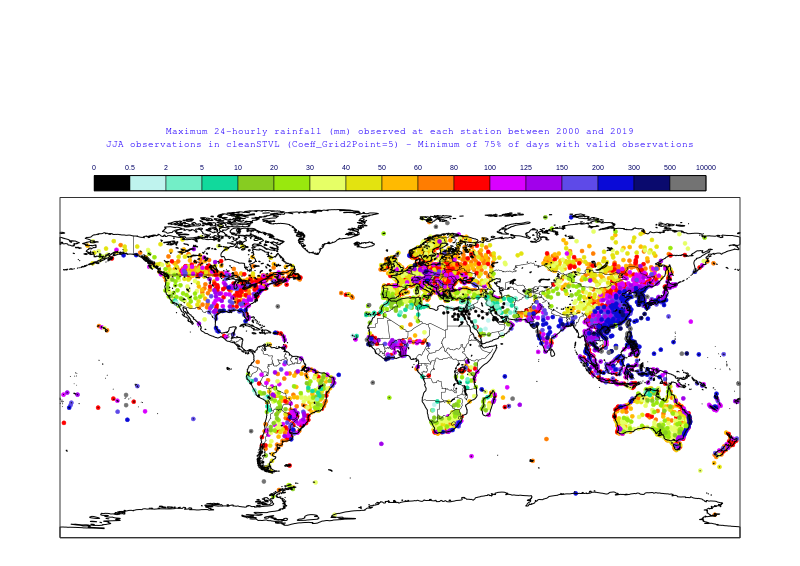 Maximum 24-hourly rainfall (mm) observed at each station between 2000 and 2019
JJA observations in cleanSTVL (Coeff_Grid2Point=5) - Minimum of 75% of days with valid observations
0 0.5 2 5 10 20 30 40 50 60 80 100 125 150 200 300 500 10000